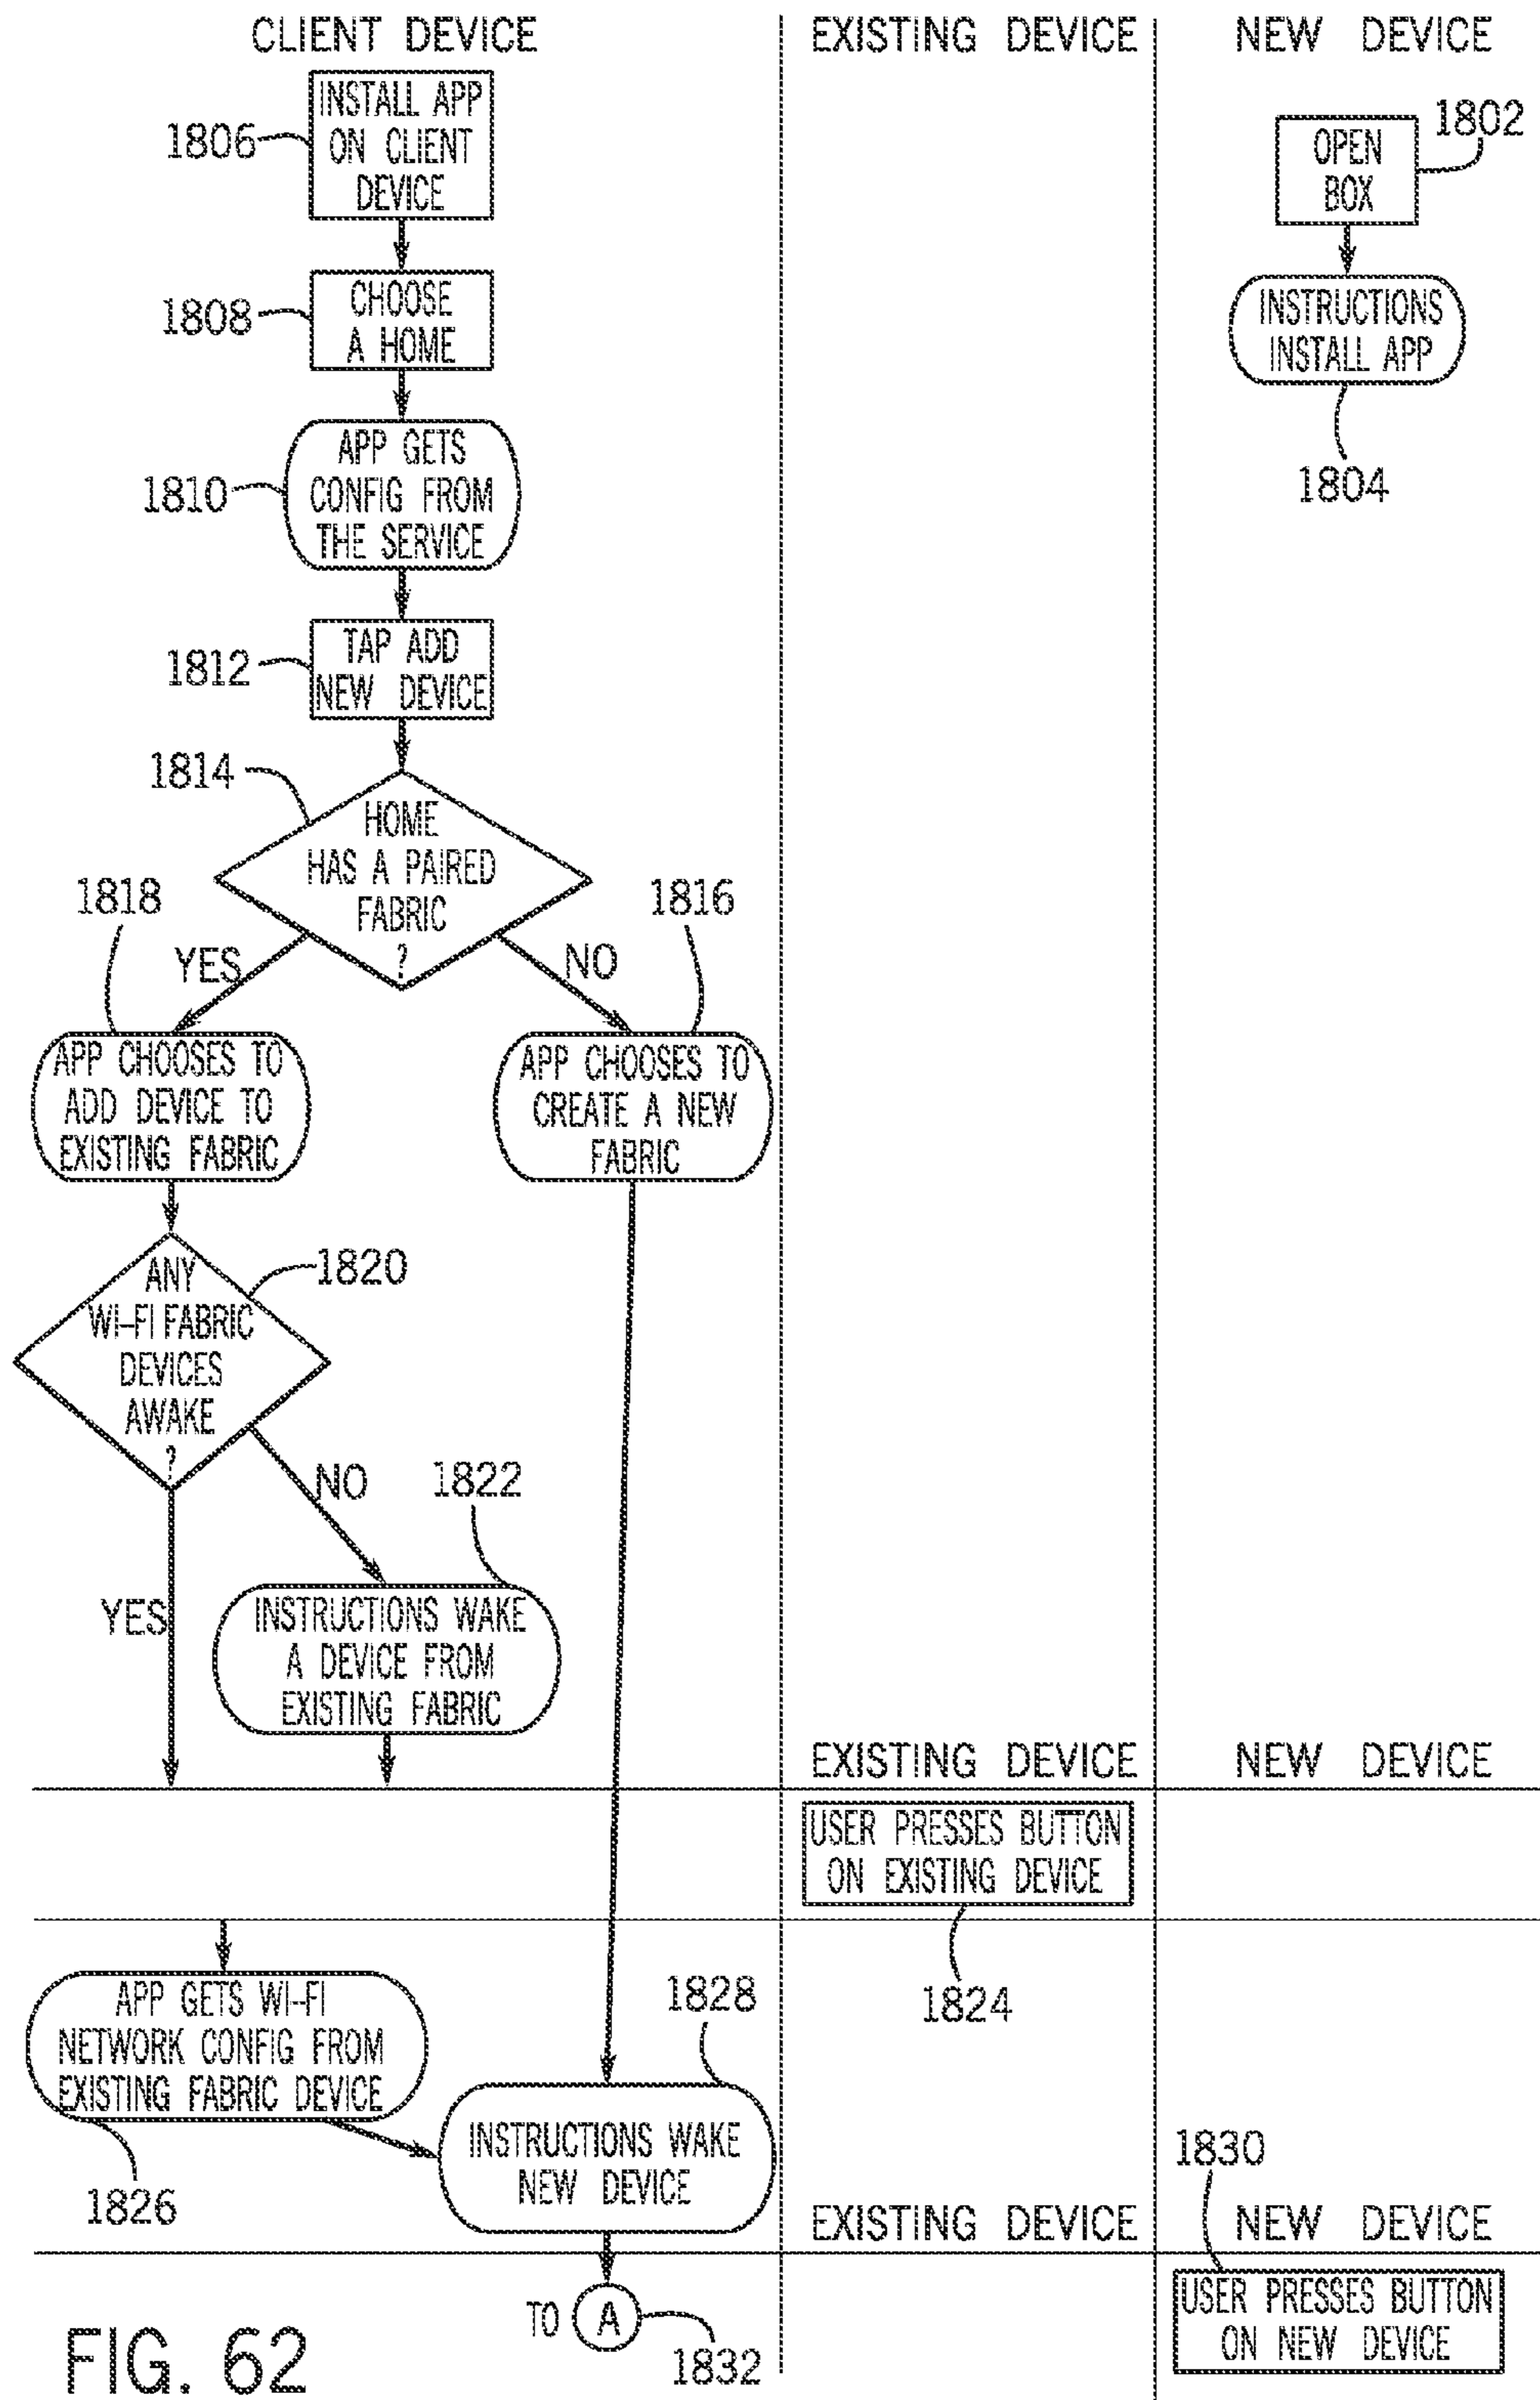 CLIENT DEVICE
EXISTING DEVICE
NEW DEVICE
INSTALL APP
ON CLIENT
DEVICE
1806
OPEN
BOX
1802
CHOOSE
A HOME
1808
INSTRUCTIONS
INSTALL APP
1804
APP GETS
CONFIG FROM
THE SERVICE
1810
TAP ADD
NEW DEVICE
1812
1814
HOME
HAS A PAIRED
FABRIC
?
1818
1816
YES
NO
APP CHOOSES TO
ADD DEVICE TO
EXISTING FABRIC
APP CHOOSES TO
CREATE A NEW
FABRIC
ANY
WI-FI FABRIC
DEVICES
AWAKE
?
1820
NO
1822
YES
INSTRUCTIONS WAKE
A DEVICE FROM
EXISTING FABRIC
EXISTING DEVICE
NEW DEVICE
USER PRESSES BUTTON
ON EXISTING DEVICE
1824
APP GETS WI-FI
NETWORK CONFIG FROM
EXISTING FABRIC DEVICE
1826
1828
INSTRUCTIONS WAKE
NEW DEVICE
1830
EXISTING DEVICE
NEW DEVICE
TO A
1832
USER PRESSES BUTTON
ON NEW DEVICE
FIG. 62